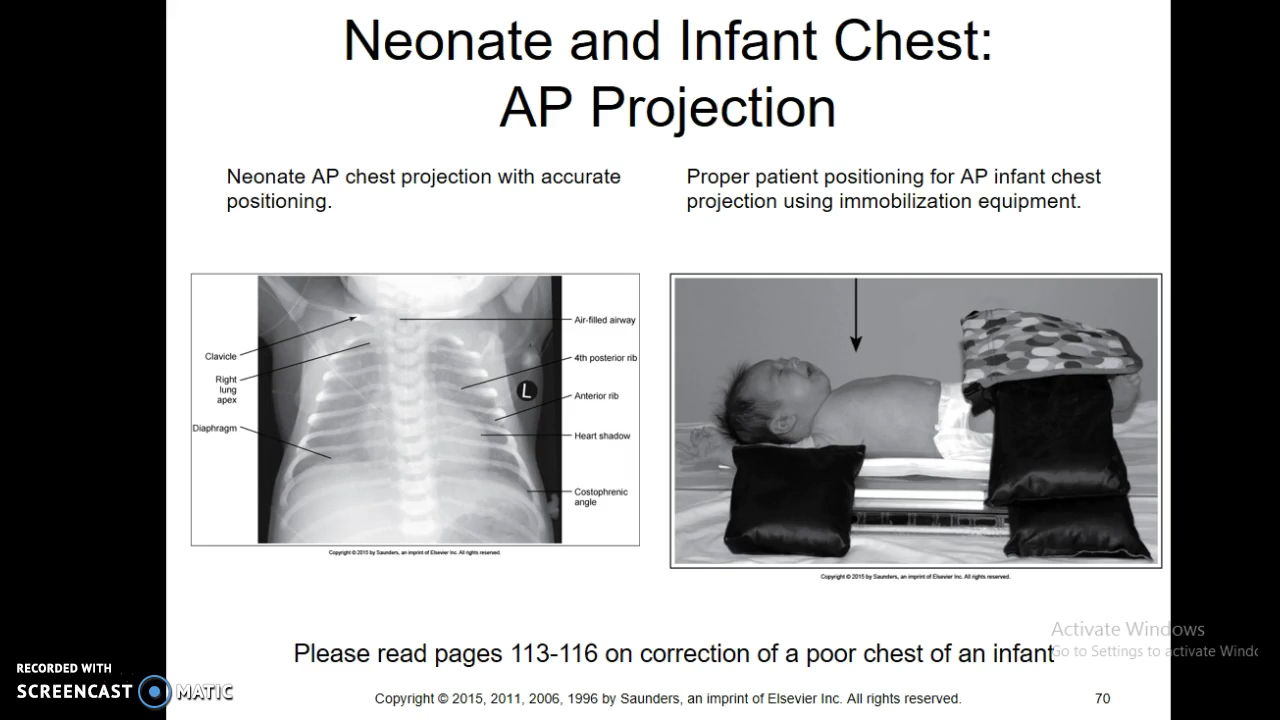 Neonate and Infant Chest:
AP Projection
Neonate AP chest projection with accurate
positioning.
Proper patient positioning for AP infant chest
projection using immobilization equipment.
Clavicle
Right
lung
apex
Diaphragm
L
Air-filled airway
4th posterior rib
Anterior rib
Heart shadow
Costophrenic
angle
Copyright © 2015 by Saunders, an imprint of Elsevier Inc. All rights reserved.
Copyright © 2015 by Saunders, an imprint of Elsevier Inc. All rights reserved.
Please read pages 113-116 on correction of a poor chest of an infant
Activate Windows
Go to Settings to activate Windo
Copyright © 2015, 2011, 2006, 1996 by Saunders, an imprint of Elsevier Inc. All rights reserved.
70
RECORDED WITH
SCREENCAST MATIC